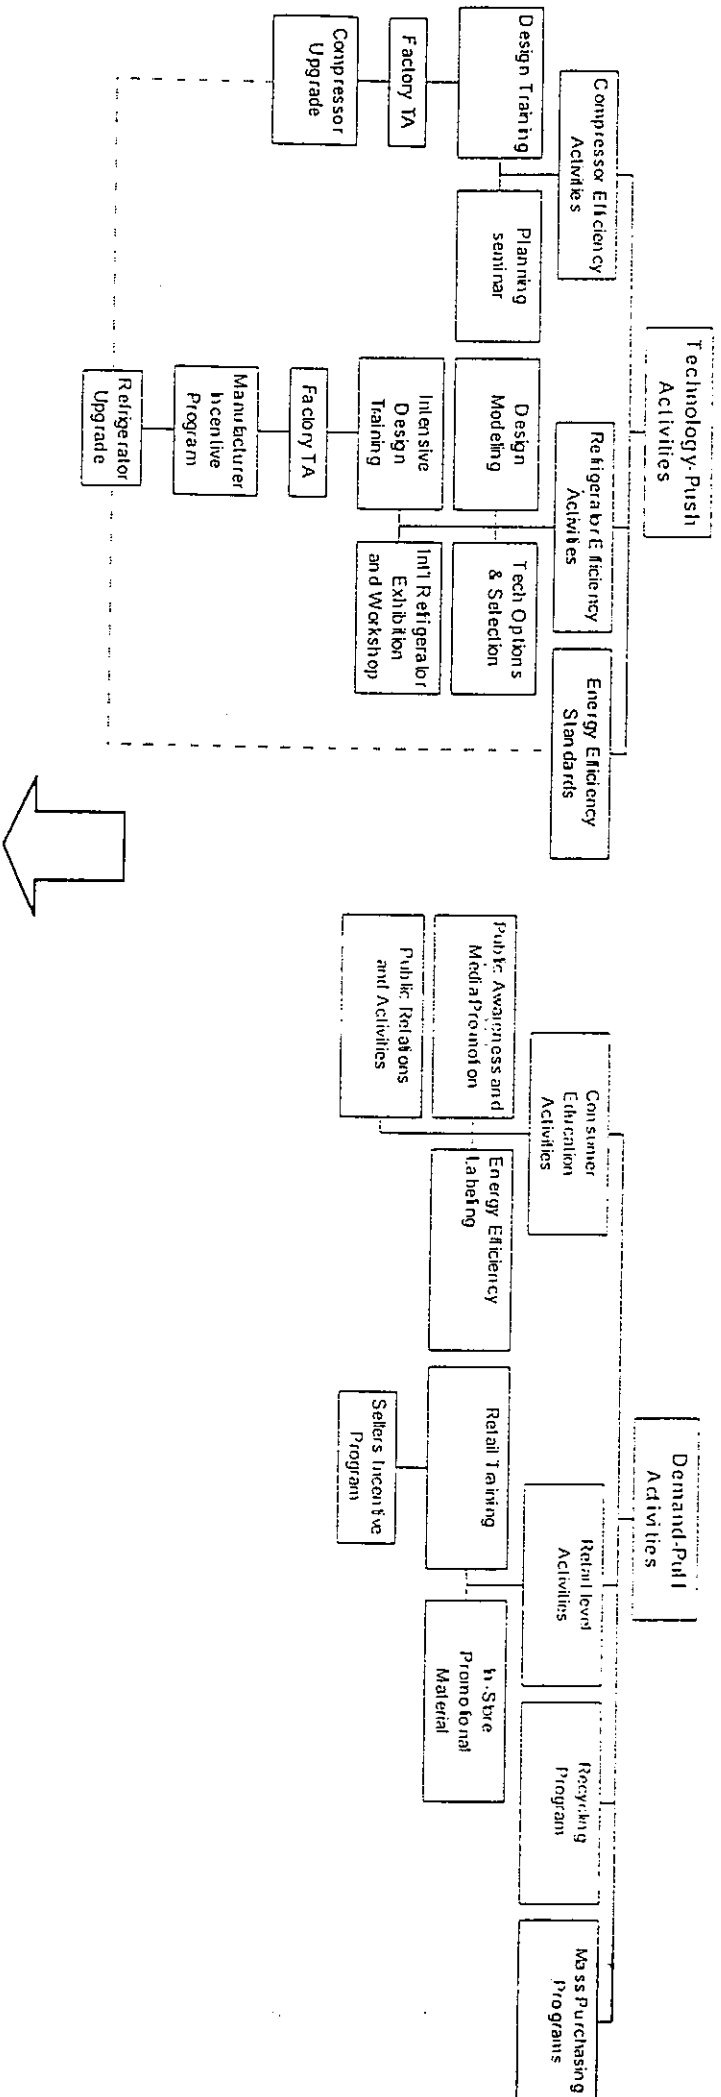 Technology-Push
Activities
Compressor Efficiency
Activities
Refrigerator Efficiency
Activities
Energy Efficiency
Standards
Design Training
Planning
seminar
Design
Modeling
Tech Options
& Selection
Factory TA
Intensive
Design
Training
Int'l Refrigerator
Exhibition
and Workshop
Compressor
Upgrade
Factory TA
Manufacturer
Incentive
Program
Refrigerator
Upgrade
Demand-Pull
Activities
Consumer
Education
Activities
Retail level
Activities
Recycling
Program
Mass Purchasing
Programs
Public Awareness and
Media Promotion
Energy Efficiency
Labeling
Retail Training
In-Store
Promotional
Material
Public Relations
and Activities
Sellers Incentive
Program